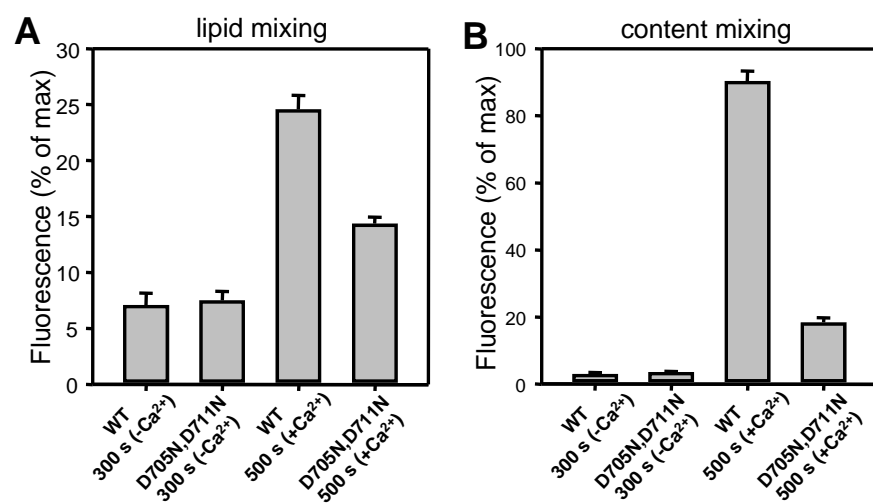 A
lipid mixing
Fluorescence (% of max)
30
25
20
15
10
5
0
WT
300 s (-Ca²⁺)
D705N,D711N
300 s (-Ca²⁺)
WT
500 s (+Ca²⁺)
D705N,D711N
500 s (+Ca²⁺)
B
content mixing
Fluorescence (% of max)
100
80
60
40
20
0
WT
300 s (-Ca²⁺)
D705N,D711N
300 s (-Ca²⁺)
WT
500 s (+Ca²⁺)
D705N,D711N
500 s (+Ca²⁺)